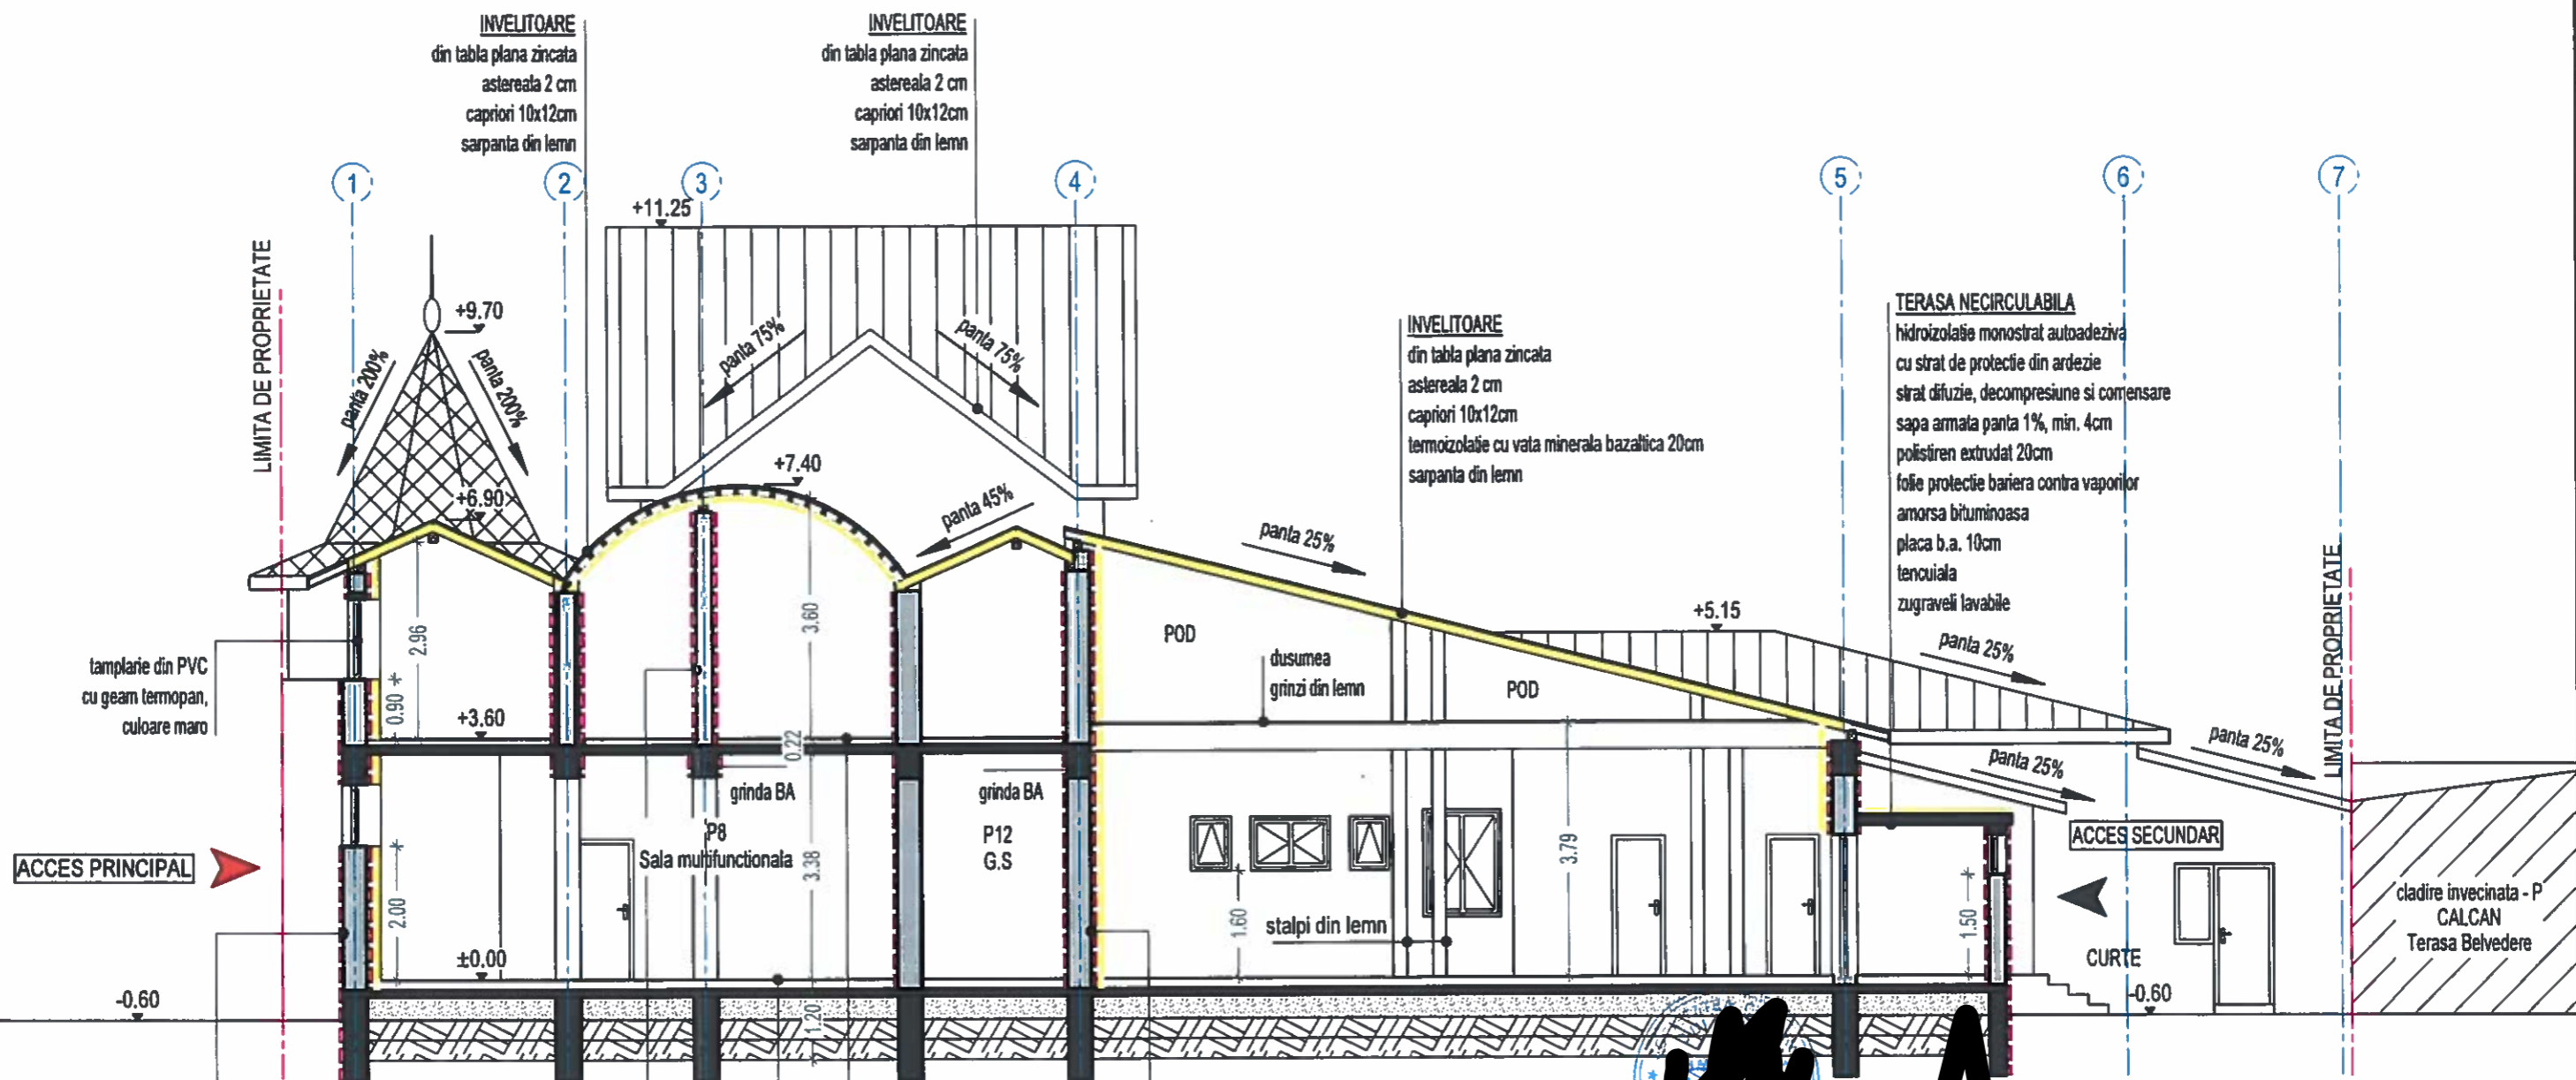 INVELITOARE
din tabla plana zincata
astereala 2 cm
capriori 10x12cm
sarpanta din lemn
INVELITOARE
din tabla plana zincata
astereala 2 cm
capriori 10x12cm
sarpanta din lemn
1
2
3
4
5
6
7
+11.25
LIMITA DE PROPRIETATE
+9.70
panta 200%
panta 200%
+6.90
panta 75%
panta 75%
+7.40
panta 45%
INVELITOARE
din tabla plana zincata
astereala 2 cm
capriori 10x12cm
termoizolatie cu vata minerala bazaltica 20cm
sarpanta din lemn
TERASA NECIRCULABILA
hidroizolatie monostrat autoadeziva
cu strat de protectie din ardezie
strat difuzie, decompresiune si comensare
sapa armata panta 1%, min. 4cm
polistiren extrudat 20cm
folie protectie bariera contra vaporilor
amorsa bituminoasa
placa b.a. 10cm
tencuiala
zugraveli lavabile
panta 25%
+5.15
panta 25%
panta 25%
panta 25%
LIMITA DE PROPRIETATE
tamplarie din PVC
cu geam termopan,
culoare maro
2.96
0.90
+3.60
3.60
0.22
POD
dusumea
grinzi din lemn
POD
grinda BA
grinda BA
P8
Sala multifunctionala
P12
G.S
3.38
3.79
ACCES PRINCIPAL
2.00
±0.00
-0.60
1.20
1.60
stalpi din lemn
1.50
ACCES SECUNDAR
CURTE
-0.60
cladire invecinata - P
CALCAN
Terasa Belvedere